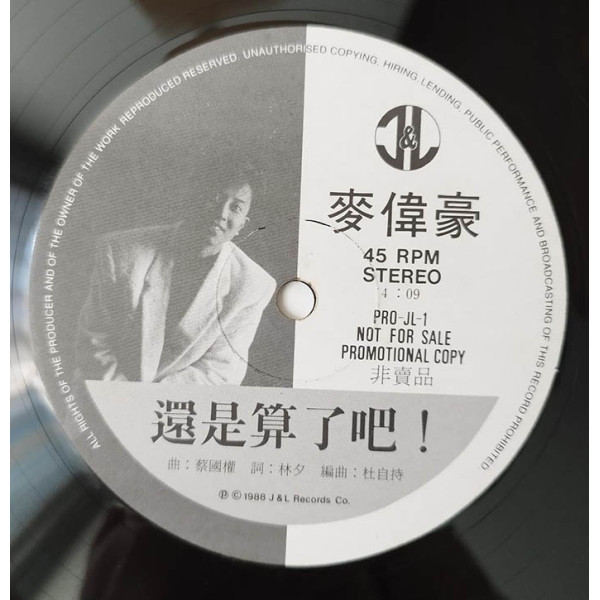 ALL RIGHTS OF THE PRODUCER AND OF THE OWNER OF THE WORK REPRODUCED RESERVED. UNAUTHORISED COPYING, HIRING, LENDING, PUBLIC PERFORMANCE AND BROADCASTING OF THIS RECORD PROHIBITED
J&L
麥偉豪
45 RPM
STEREO
4:09
PRO-JL-1
NOT FOR SALE
PROMOTIONAL COPY
非賣品
還是算了吧！
曲：蔡國權 詞：林夕 編曲：杜自持
℗ © 1988 J & L Records Co.